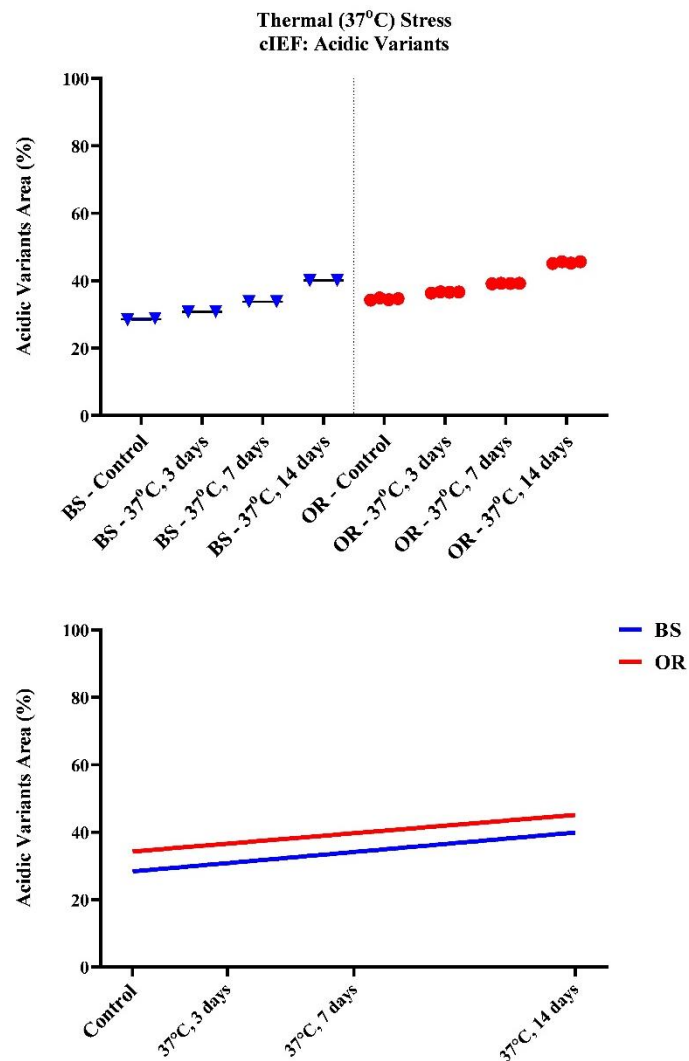 Thermal (37°C) Stress
cIEF: Acidic Variants
Acidic Variants Area (%)
100
80
60
40
20
0
BS - Control
BS - 37°C, 3 days
BS - 37°C, 7 days
BS - 37°C, 14 days
OR - Control
OR - 37°C, 3 days
OR - 37°C, 7 days
OR - 37°C, 14 days
Acidic Variants Area (%)
100
80
60
40
20
0
Control
37°C, 3 days
37°C, 7 days
37°C, 14 days
BS
OR